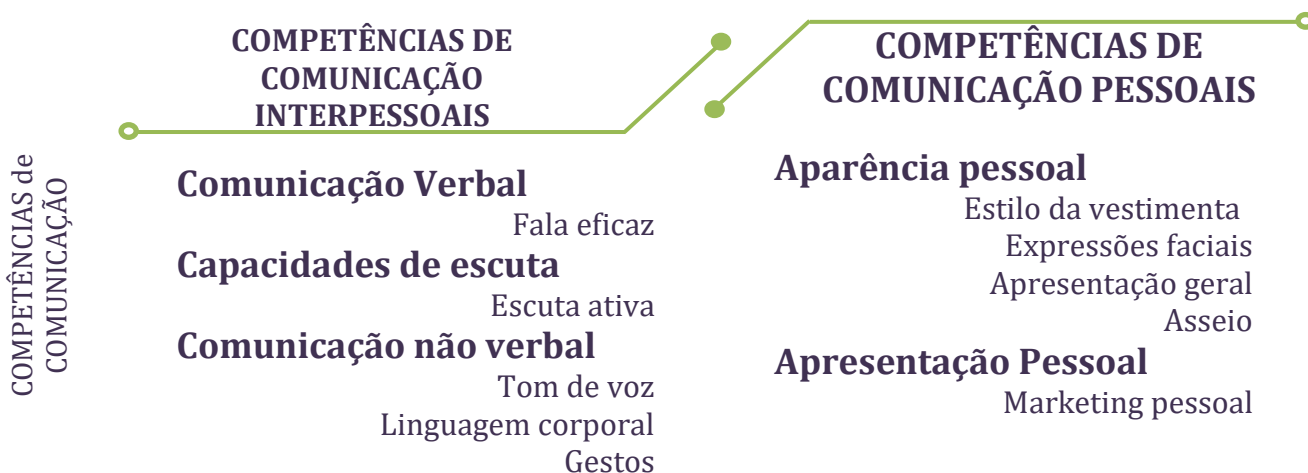 COMPETÊNCIAS de
COMUNICAÇÃO
COMPETÊNCIAS DE
COMUNICAÇÃO
INTERPESSOAIS
Comunicação Verbal
Fala eficaz
Capacidades de escuta
Escuta ativa
Comunicação não verbal
Tom de voz
Linguagem corporal
Gestos
COMPETÊNCIAS DE
COMUNICAÇÃO PESSOAIS
Aparência pessoal
Estilo da vestimenta
Expressões faciais
Apresentação geral
Asseio
Apresentação Pessoal
Marketing pessoal